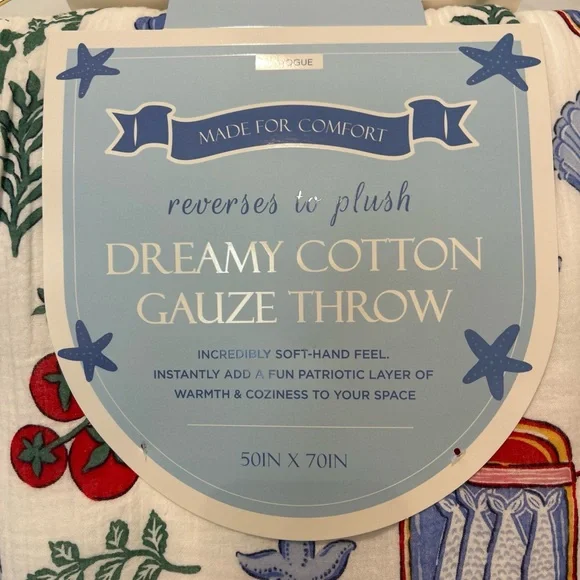 MADE FOR COMFORT
reverses to plush
DREAMY COTTON
GAUZE THROW
INCREDIBLY SOFT-HAND FEEL.
INSTANTLY ADD A FUN PATRIOTIC LAYER OF
WARMTH & COZINESS TO YOUR SPACE
50IN X 70IN